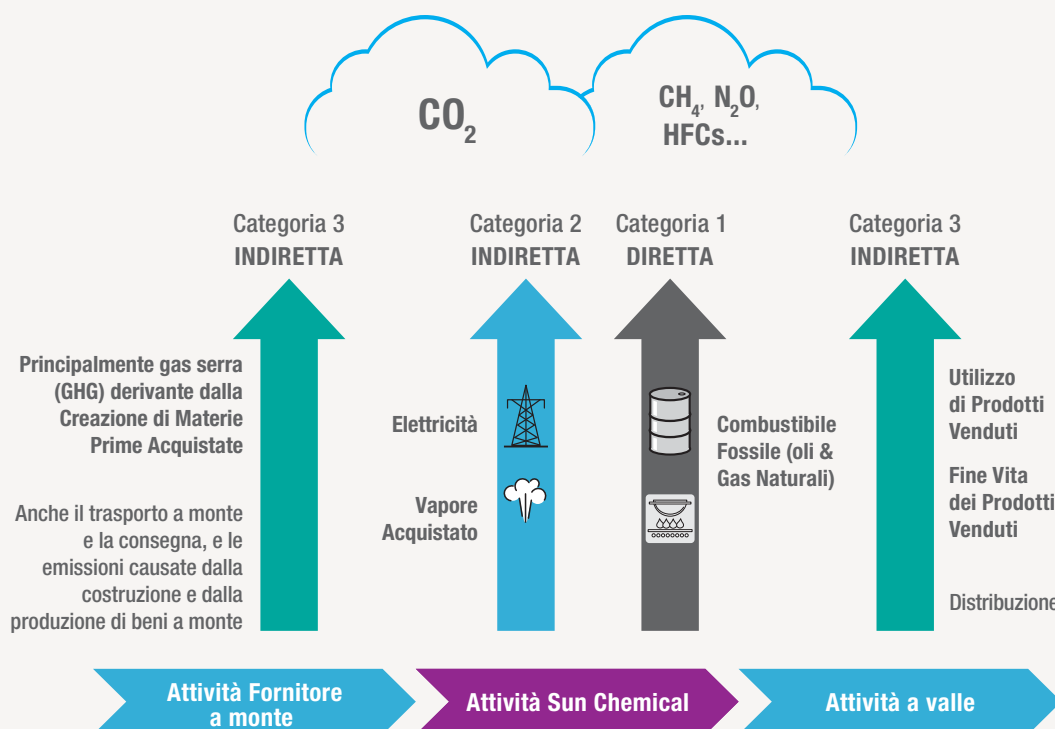 CO₂
CH₄, N₂O,
HFCs...
Categoria 3
INDIRETTA
Categoria 2
INDIRETTA
Categoria 1
DIRETTA
Categoria 3
INDIRETTA
Principalmente gas serra
(GHG) derivante dalla
Creazione di Materie
Prime Acquistate
Anche il trasporto a monte
e la consegna, e le
emissioni causate dalla
costruzione e dalla
produzione di beni a monte
Elettricità
Vapore
Acquistato
Combustibile
Fossile (oli &
Gas Naturali)
Utilizzo
di Prodotti
Venduti
Fine Vita
dei Prodotti
Venduti
Distribuzione
Attività Fornitore
a monte
Attività Sun Chemical
Attività a valle